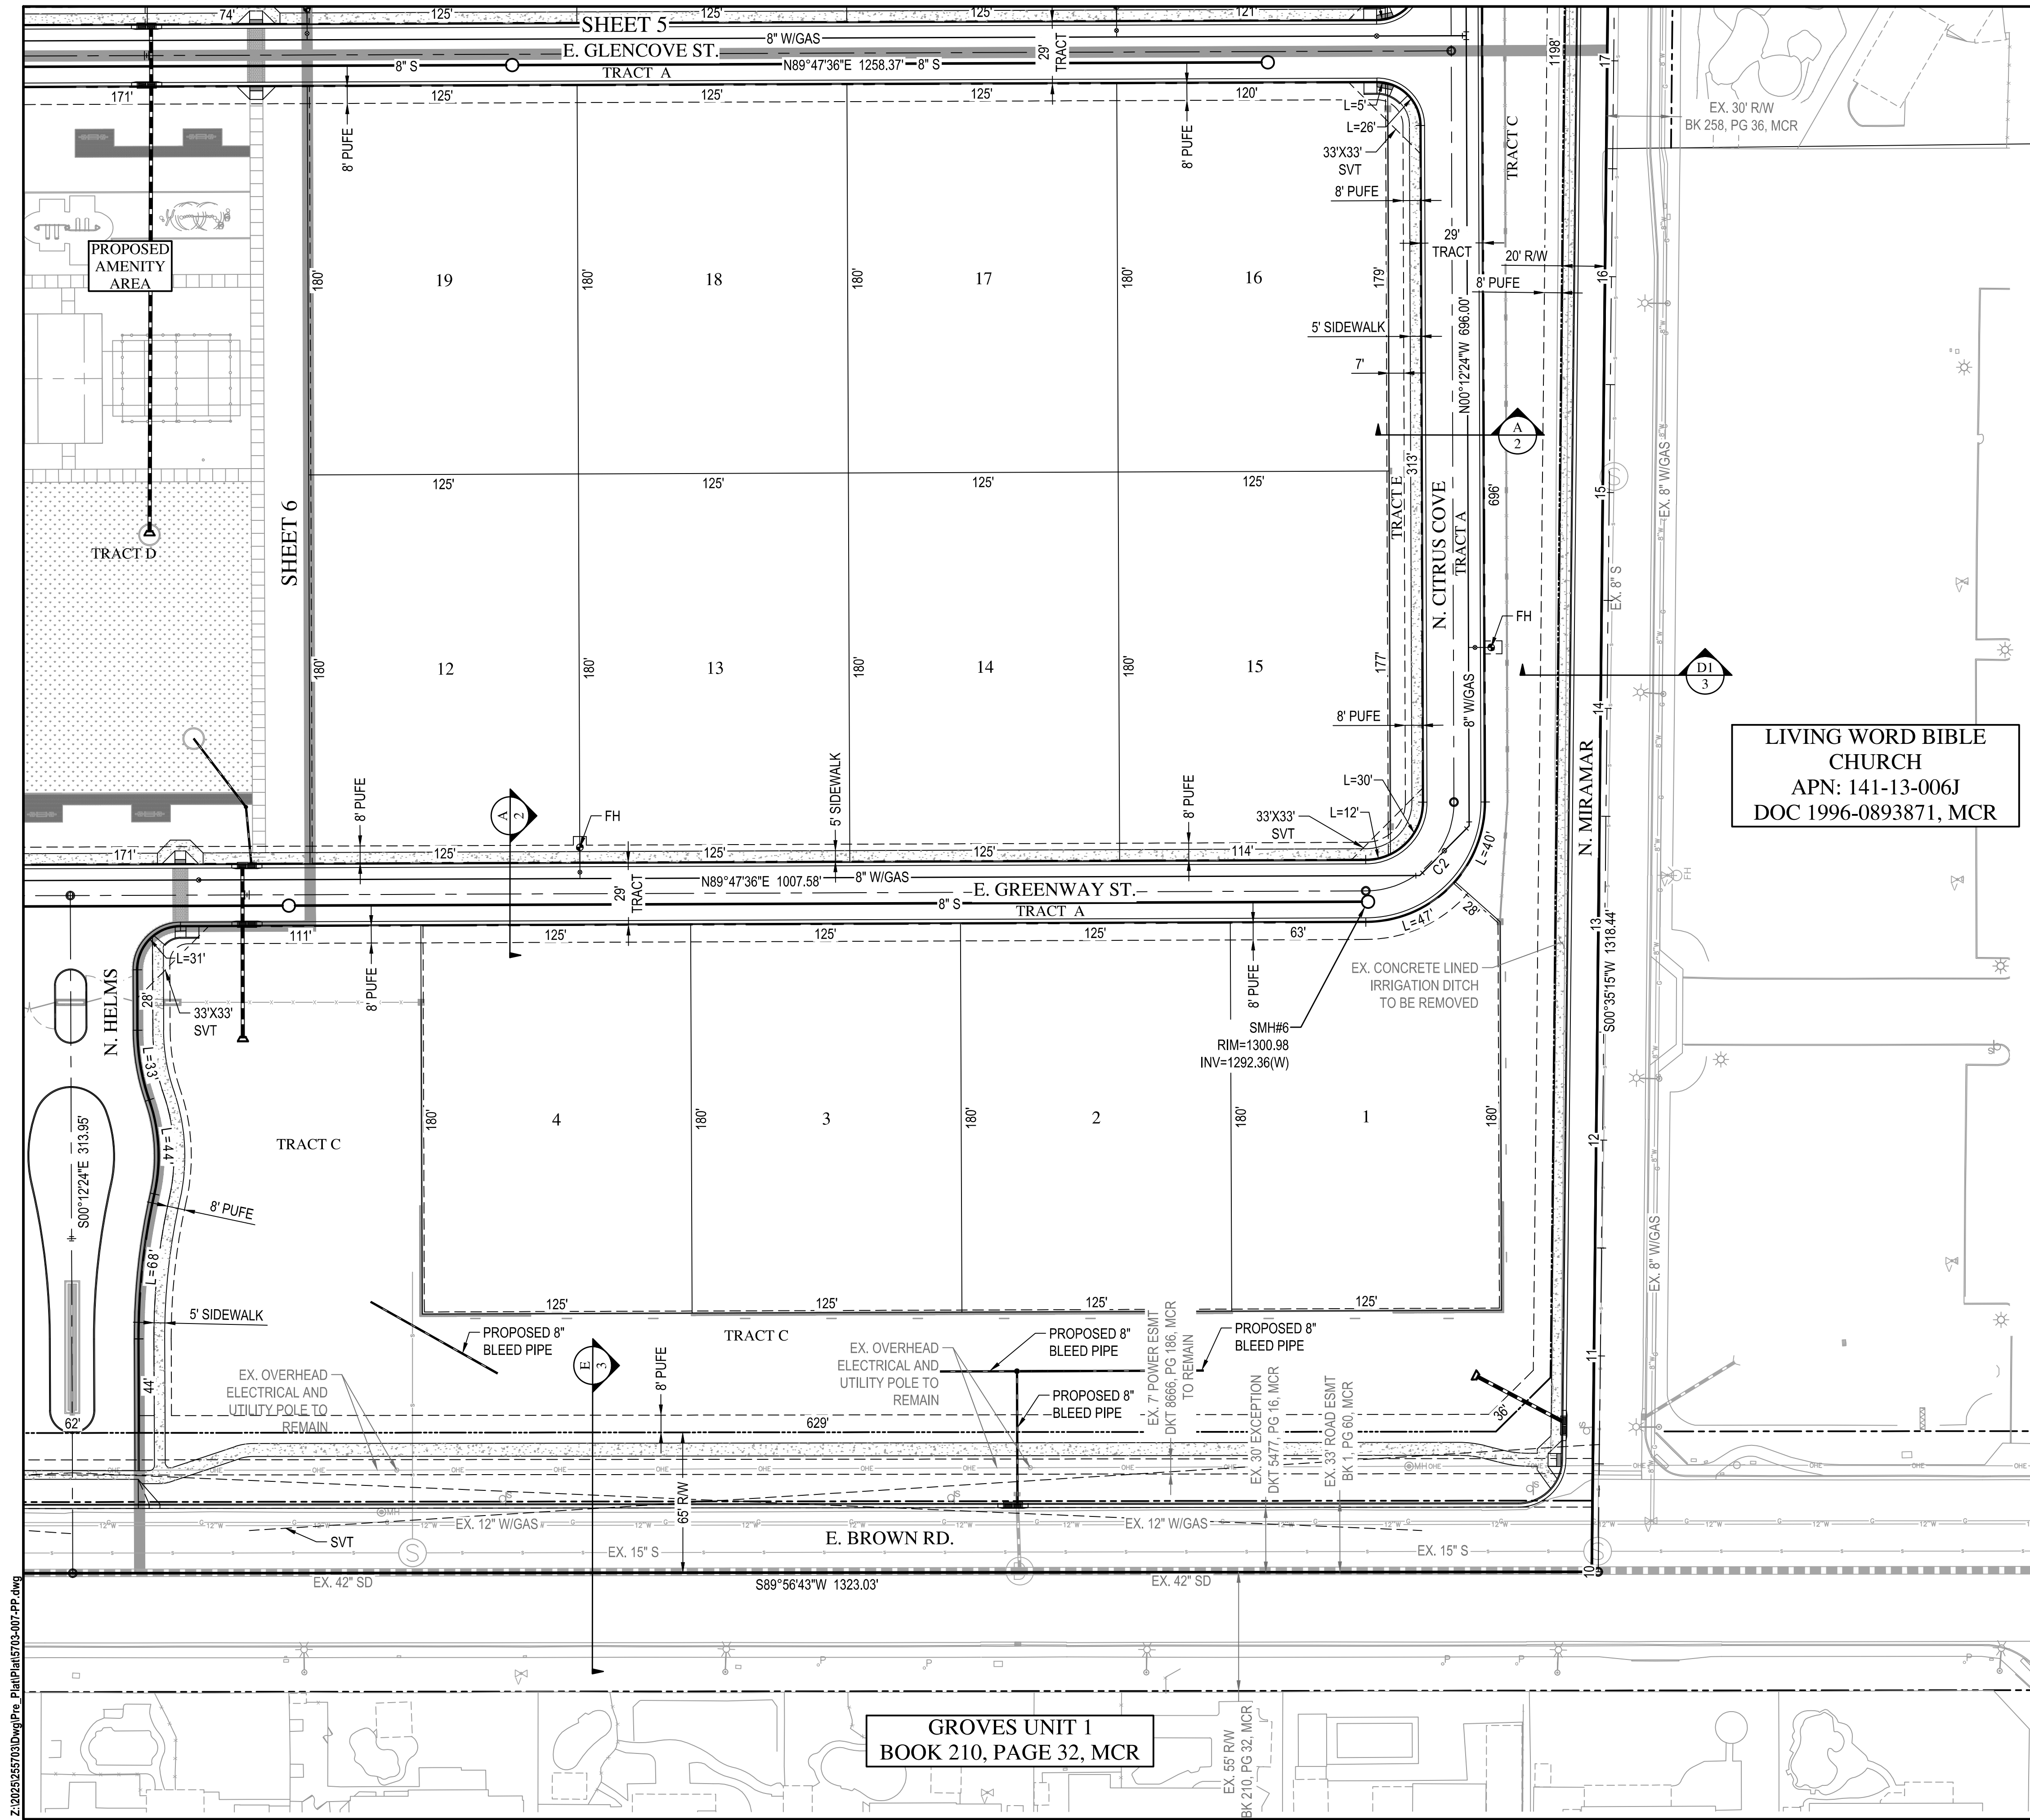 74'
125'
SHEET 5
125'
125'
121'
8" W/GAS
E. GLENCOVE ST.
29'
TRACT
1198'
17
8" S
N89°47'36"E 1258.37'
8" S
TRACT A
171'
125'
125'
125'
120'
L=5'
L=26'
8' PUFE
8' PUFE
33'X33'
SVT
8' PUFE
TRACT C
EX. 30' R/W
BK 258, PG 36, MCR
PROPOSED
AMENITY
AREA
29'
TRACT
20' R/W
8' PUFE
16
180'
19
180'
18
180'
17
180'
16
179'
N00°12'24"W 696.00'
5' SIDEWALK
7'
A
2
EX. 8" W/GAS
125'
125'
125'
125'
313'
696'
15
TRACT E
N. CITRUS COVE
TRACT A
S
SHEET 6
TRACT D
EX. 8" S
FH
180'
12
180'
13
180'
14
180'
15
177'
D1
3
8" W/GAS
14
8' PUFE
LIVING WORD BIBLE
CHURCH
APN: 141-13-006J
DOC 1996-0893871, MCR
N. MIRAMAR
8' PUFE
A
2
FH
5' SIDEWALK
8' PUFE
L=30'
33'X33'
SVT
L=12'
171'
125'
125'
125'
114'
L=40'
C2
FH
N89°47'36"E 1007.58'
8" W/GAS
29'
TRACT
E. GREENWAY ST.
8" S
TRACT A
28'
L=47'
13
S00°35'15"W 1318.44'
111'
125'
125'
125'
63'
L=31'
N. HELMS
28'
33'X33'
SVT
8' PUFE
8' PUFE
EX. CONCRETE LINED
IRRIGATION DITCH
TO BE REMOVED
SMH#6
RIM=1300.98
INV=1292.36(W)
L=33'
L=44'
S00°12'24"E 313.95'
TRACT C
180'
4
180'
3
180'
2
180'
1
180'
12
8' PUFE
L=68'
EX. 8" W/GAS
5' SIDEWALK
125'
125'
125'
125'
PROPOSED 8"
BLEED PIPE
TRACT C
PROPOSED 8"
BLEED PIPE
PROPOSED 8"
BLEED PIPE
EX. 7' POWER ESMT
DKT 8666, PG 186, MCR
TO REMAIN
11
E
3
8' PUFE
EX. OVERHEAD
ELECTRICAL AND
UTILITY POLE TO
REMAIN
EX. OVERHEAD
ELECTRICAL AND
UTILITY POLE TO
REMAIN
PROPOSED 8"
BLEED PIPE
EX. 30' EXCEPTION
DKT 5477, PG 16, MCR
EX. 33' ROAD ESMT
BK 1, PG 60, MCR
44'
62'
629'
36'
OHE
OHE
OHE
OHE
MH
65' R/W
MH
12"W
EX. 12" W/GAS
EX. 12" W/GAS
SVT
E. BROWN RD.
S
EX. 15" S
EX. 15" S
S
D
10
EX. 42" SD
S89°56'43"W 1323.03'
EX. 42" SD
P
P
P
P
P
GROVES UNIT 1
BOOK 210, PAGE 32, MCR
EX. 55' R/W
BK 210, PG 32, MCR
Z:\2025\255703\Dwg\Pre_Plat\Plat\5703-007-PP.dwg